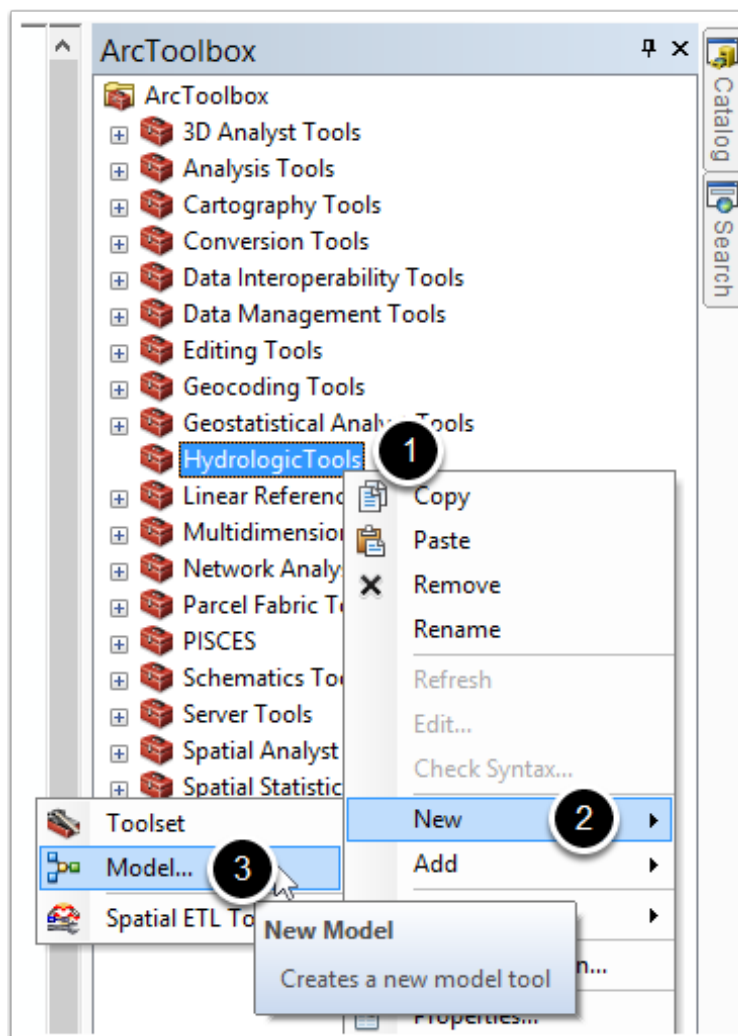 ArcToolbox
ArcToolbox
3D Analyst Tools
Analysis Tools
Cartography Tools
Conversion Tools
Data Interoperability Tools
Data Management Tools
Editing Tools
Geocoding Tools
Geostatistical Analyst Tools
HydrologicTools
1
Linear Referenc
Multidimension
Network Analy
Parcel Fabric To
PISCES
Schematics Too
Server Tools
Spatial Analyst
Spatial Statistic
Copy
Paste
Remove
Rename
Refresh
Edit...
Check Syntax...
New
2
Add
n...
Properties...
Toolset
Model...
3
Spatial ETL To
New Model
Creates a new model tool
Catalog
Search